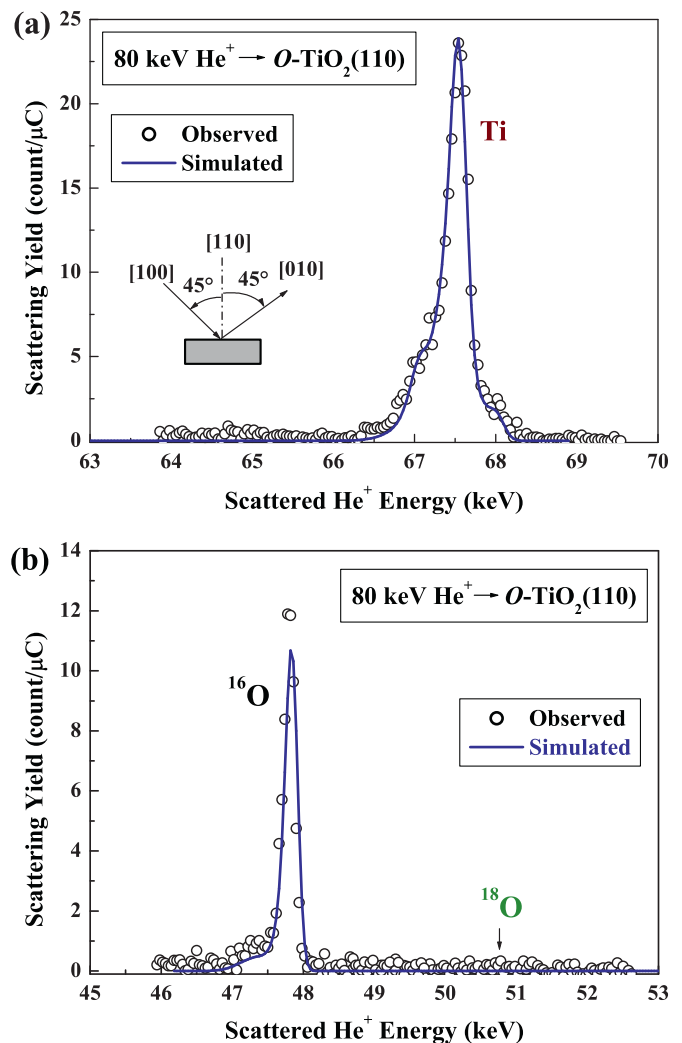 (a)
80 keV He⁺ → O-TiO₂(110)
Observed
Simulated
Ti
[110]
[100]
[010]
45°
45°
Scattering Yield (count/μC)
25
20
15
10
5
0
63 64 65 66 67 68 69 70
Scattered He⁺ Energy (keV)
(b)
80 keV He⁺ → O-TiO₂(110)
¹⁶O
Observed
Simulated
¹⁸O
Scattering Yield (count/μC)
14
12
10
8
6
4
2
0
45 46 47 48 49 50 51 52 53
Scattered He⁺ Energy (keV)